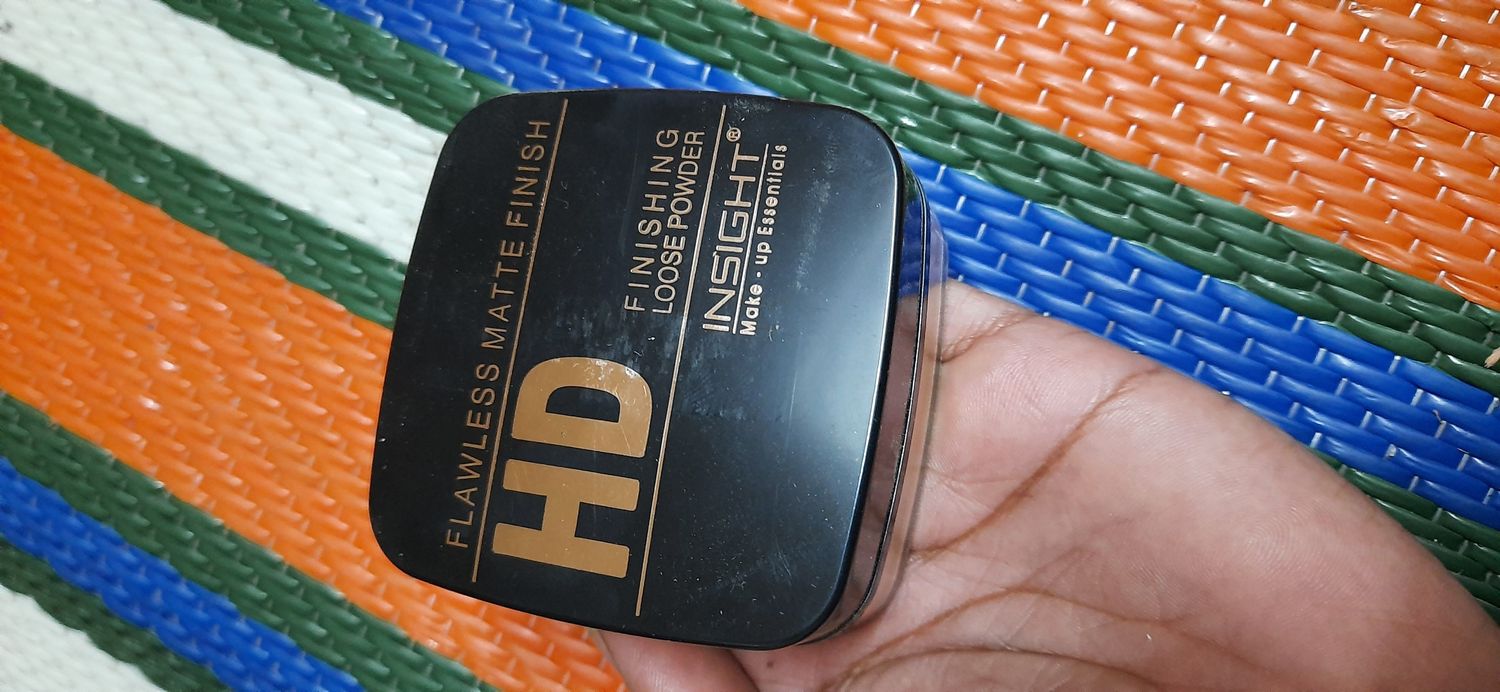 FLAWLESS MATTE FINISH
HD
FINISHING
LOOSE POWDER
INSIGHT®
Make-up Essentials